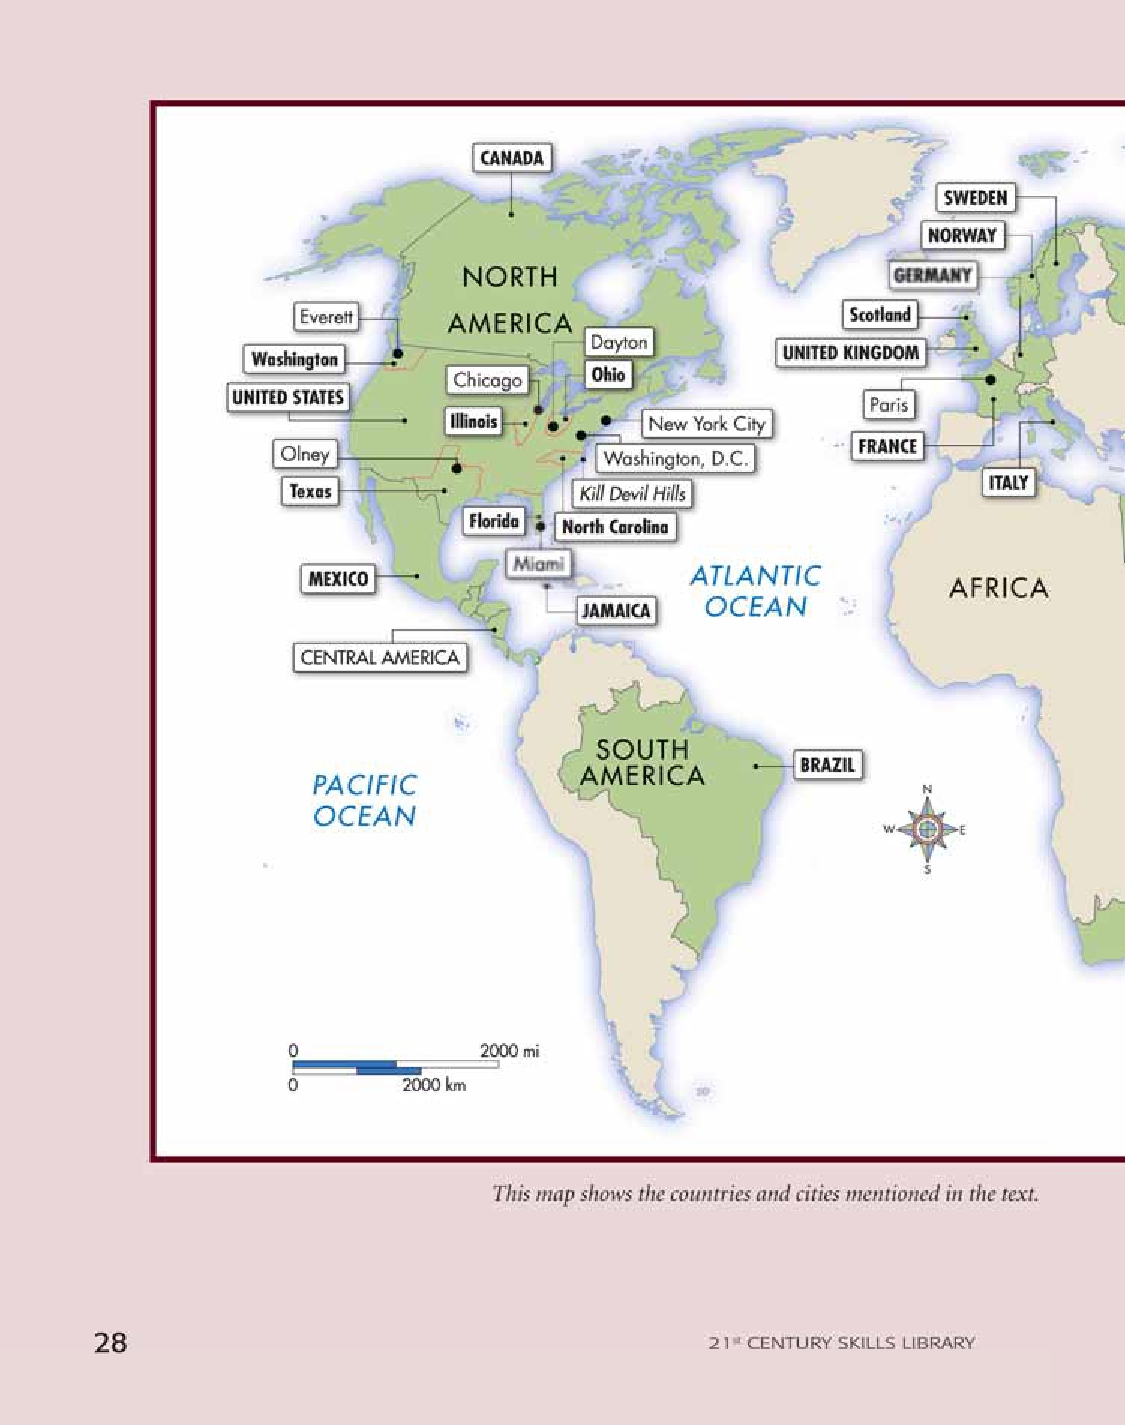 CANADA
SWEDEN
NORWAY
GERMANY
NORTH
AMERICA
Everett
Scotland
Dayton
Washington
UNITED KINGDOM
Chicago
Ohio
UNITED STATES
Paris
Illinois
New York City
FRANCE
Olney
Washington, D.C.
ITALY
Texas
Kill Devil Hills
Florida
North Carolina
Miami
MEXICO
ATLANTIC
OCEAN
AFRICA
JAMAICA
CENTRAL AMERICA
SOUTH
AMERICA
BRAZIL
PACIFIC
OCEAN
N
W
E
S
0
2000 mi
0
2000 km
This map shows the countries and cities mentioned in the text.
28
21st CENTURY SKILLS LIBRARY